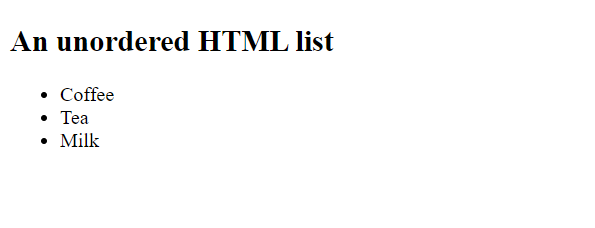 An unordered HTML list
• Coffee
• Tea
• Milk